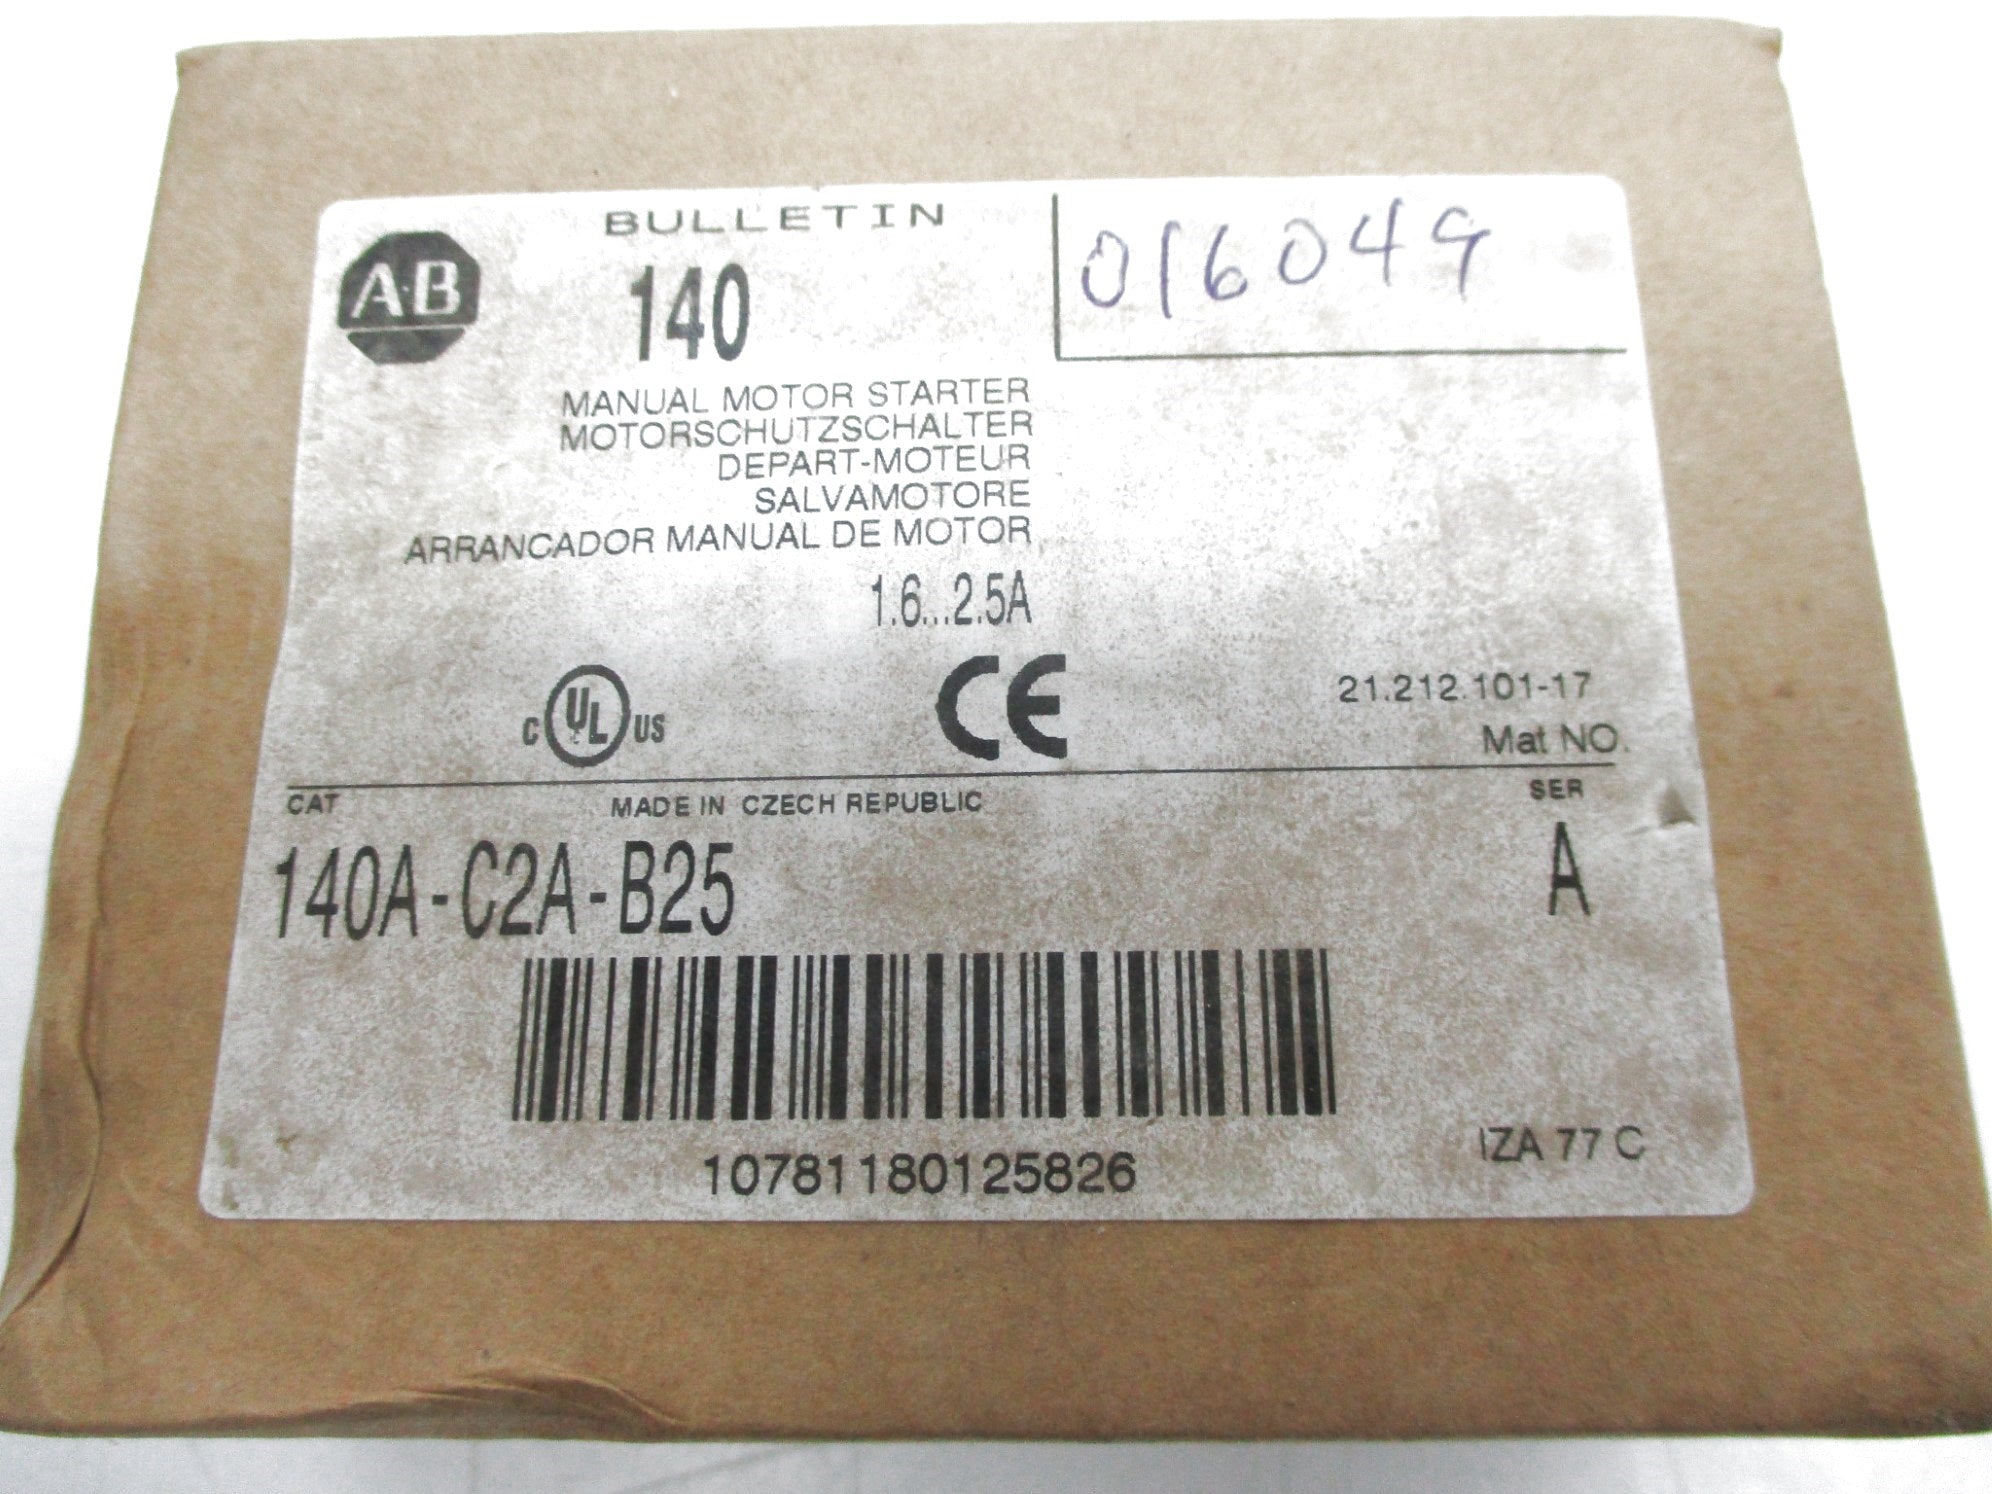 A·B
BULLETIN
140
016049
MANUAL MOTOR STARTER
MOTORSCHUTZSCHALTER
DEPART-MOTEUR
SALVAMOTORE
ARRANCADOR MANUAL DE MOTOR
1.6...2.5A
C UL US
CE
21.212.101-17
Mat NO.
CAT
MADE IN CZECH REPUBLIC
SER
140A-C2A-B25
A
10781180125826
IZA 77 C